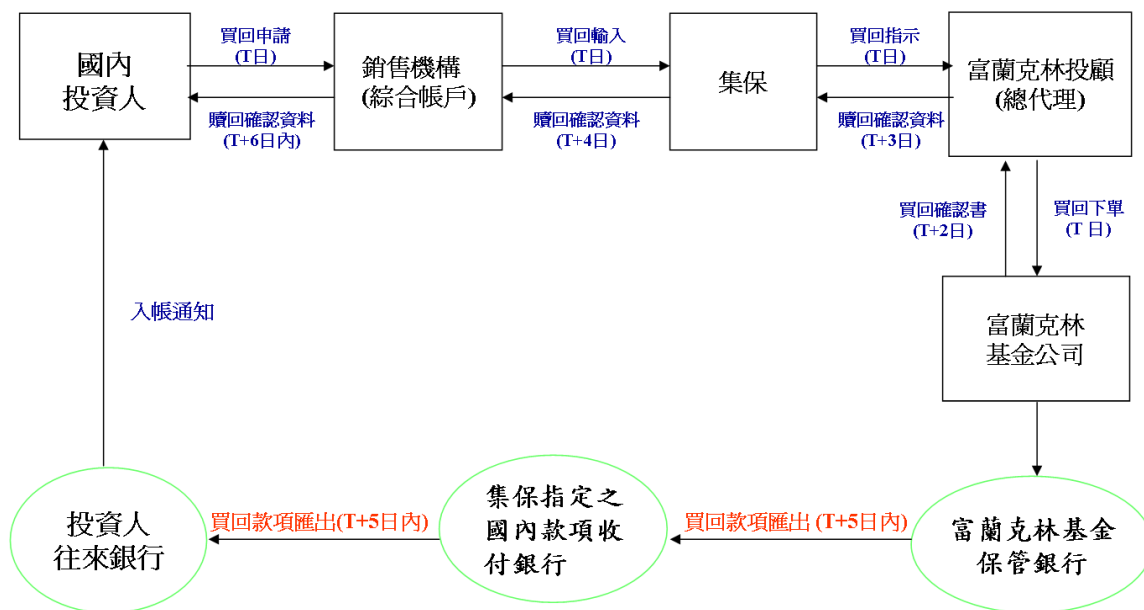 買回申請
(T日)
買回輸入
(T日)
買回指示
(T日)
國內
投資人
銷售機構
(綜合帳戶)
集保
富蘭克林投顧
(總代理)
贖回確認資料
(T+6日內)
贖回確認資料
(T+4日)
贖回確認資料
(T+3日)
買回確認書
(T+2日)
買回下單
(T 日)
入帳通知
富蘭克林
基金公司
投資人
往來銀行
買回款項匯出(T+5日內)
集保指定之
國內款項收
付銀行
買回款項匯出 (T+5日內)
富蘭克林基金
保管銀行